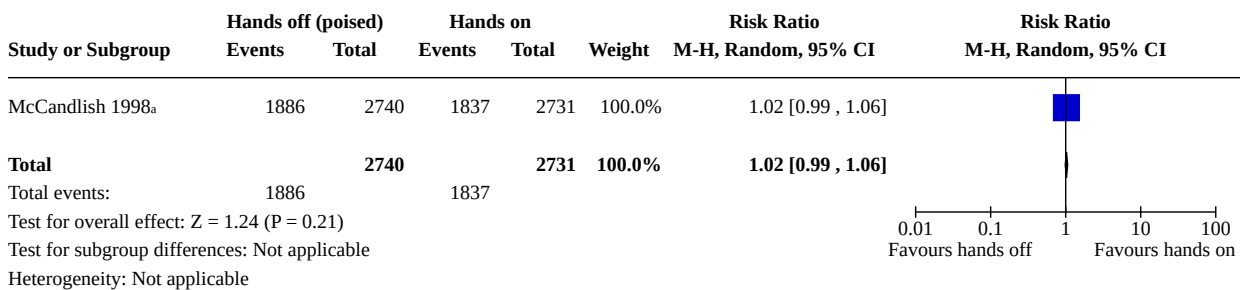 Hands off (poised) Hands on Risk Ratio Risk Ratio
Study or Subgroup Events Total Events Total Weight M-H, Random, 95% CI M-H, Random, 95% CI
McCandlish 1998a 1886 2740 1837 2731 100.0% 1.02 [0.99 , 1.06]
Total 2740 2731 100.0% 1.02 [0.99 , 1.06]
Total events: 1886 1837
Test for overall effect: Z = 1.24 (P = 0.21)
0.01 0.1 1 10 100
Test for subgroup differences: Not applicable Favours hands off Favours hands on
Heterogeneity: Not applicable